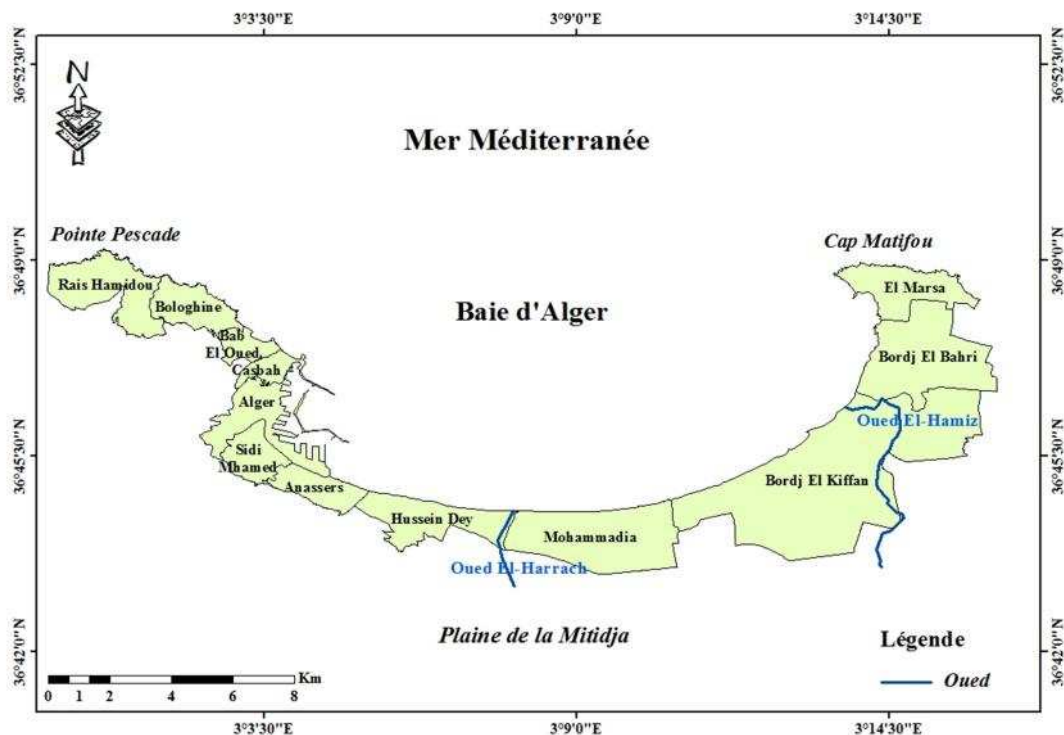 3°3'30"E
3°9'0"E
3°14'30"E
36°52'30"N
36°52'30"N
N
Mer Méditerranée
Pointe Pescade
Cap Matifou
36°49'0"N
36°49'0"N
Rais Hamidou
El Marsa
Bologhine
Baie d'Alger
Bab
El Oued
Bordj El Bahri
Casbah
Alger
Oued El-Hamiz
36°45'30"N
36°45'30"N
Sidi
Mhamed
Bordj El Kiffan
Anassers
Hussein Dey
Mohammadia
Oued El-Harrach
Plaine de la Mitidja
Légende
36°42'0"N
36°42'0"N
Km
Oued
0 1 2 4 6 8
3°3'30"E
3°9'0"E
3°14'30"E